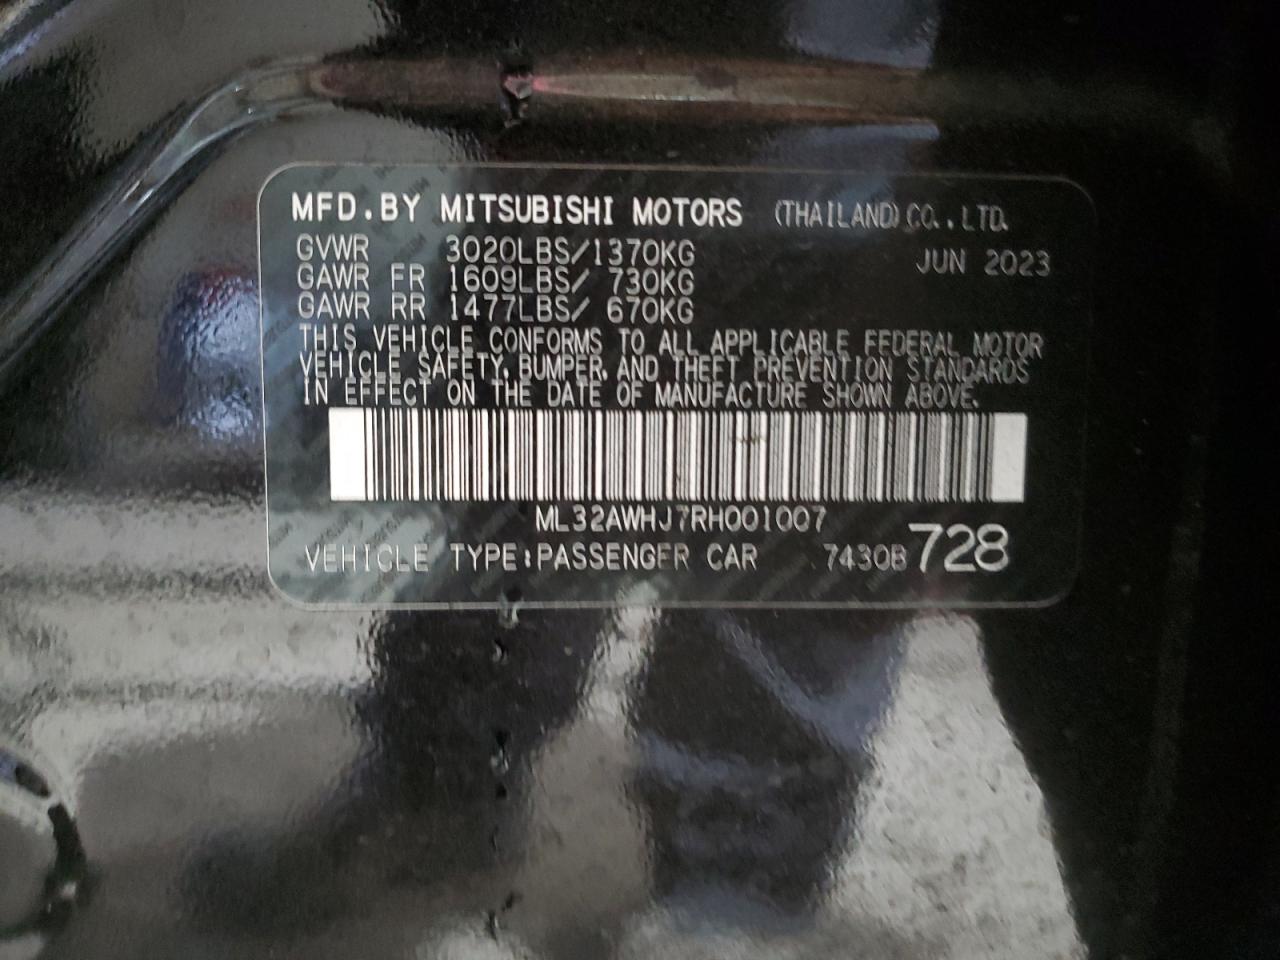 MFD.BY MITSUBISHI MOTORS (THAILAND) CO.,LTD.
GVWR 3020LBS/1370KG JUN 2023
GAWR FR 1609LBS/ 730KG
GAWR RR 1477LBS/ 670KG
THIS VEHICLE CONFORMS TO ALL APPLICABLE FEDERAL MOTOR
VEHICLE SAFETY, BUMPER, AND THEFT PREVENTION STANDARDS
IN EFFECT ON THE DATE OF MANUFACTURE SHOWN ABOVE.
ML32AWHJ7RH001007
VEHICLE TYPE:PASSENGER CAR 7430B728